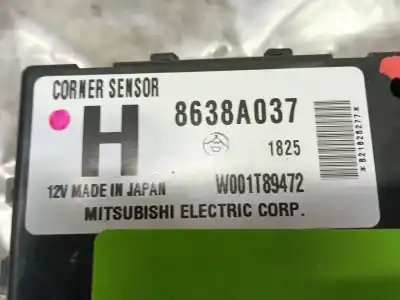 CORNER SENSOR
H
8638A037
1825
12V MADE IN JAPAN
W001T89472
MITSUBISHI ELECTRIC CORP.